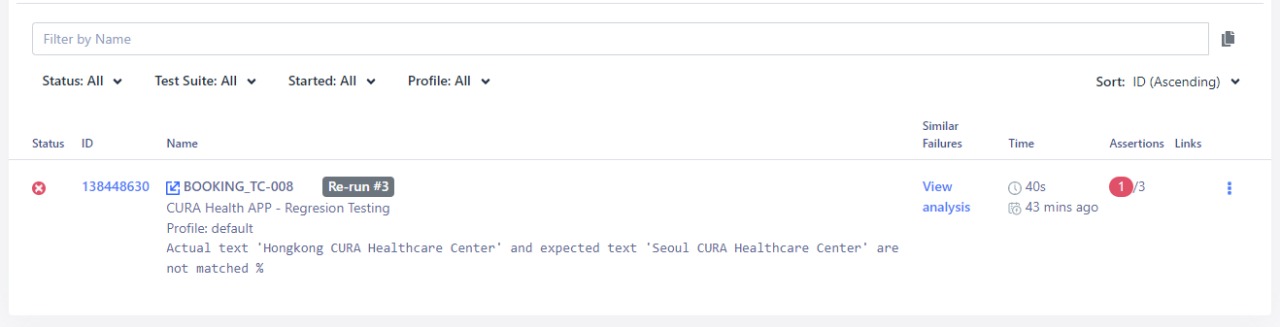 Filter by Name
Status: All Test Suite: All Started: All Profile: All Sort: ID (Ascending)
Status ID Name Similar Failures Time Assertions Links
138448630 BOOKING_TC-008 Re-run #3 View analysis 40s 1/3
CURA Health APP - Regresion Testing 43 mins ago
Profile: default
Actual text 'Hongkong CURA Healthcare Center' and expected text 'Seoul CURA Healthcare Center' are
not matched %